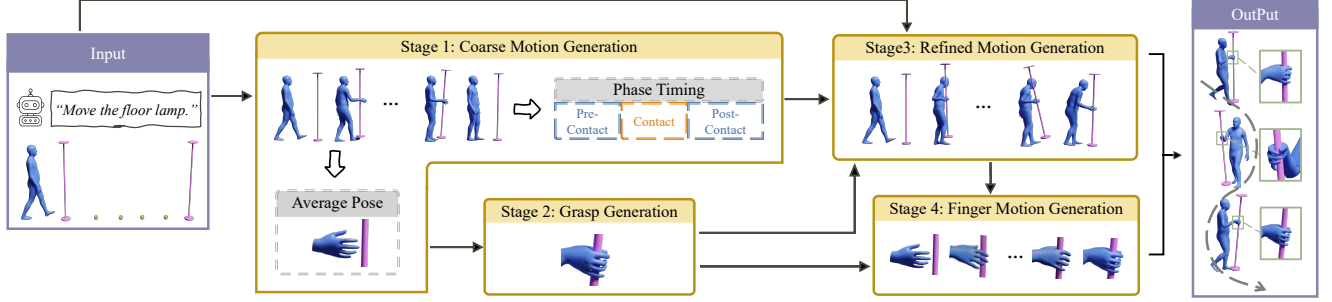 Input
“Move the floor lamp.”
Stage 1: Coarse Motion Generation
...
Phase Timing
Pre-
Contact
Contact
Post-
Contact
Average Pose
Stage 2: Grasp Generation
Stage3: Refined Motion Generation
...
Stage 4: Finger Motion Generation
...
OutPut